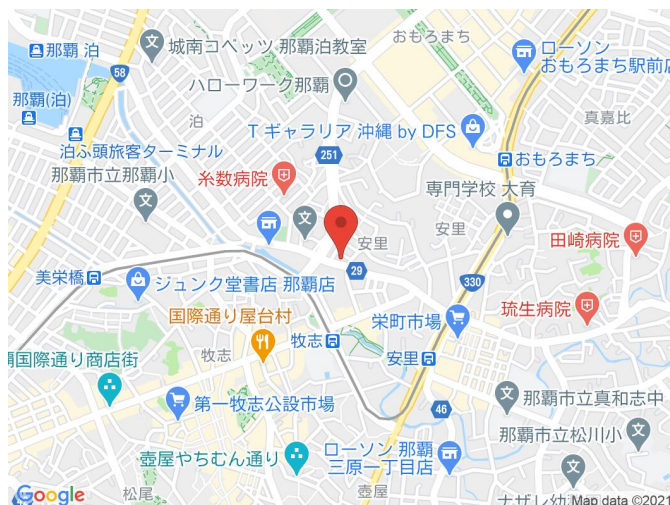 那覇 泊
城南コベッツ 那覇泊教室
おもろまち
ローソン
おもろまち駅前店
58
ハローワーク那覇
那覇(泊)
泊
Tギャラリア 沖縄 by DFS
真嘉比
泊ふ頭旅客ターミナル
251
おもろまち
那覇市立那覇小
糸数病院
専門学校 大育
安里
安里
田崎病院
美栄橋
29
330
ジュンク堂書店 那覇店
琉生病院
国際通り屋台村
栄町市場
牧志
覇国際通り商店街
牧志
安里
第一牧志公設市場
46
那覇市立真和志中
那覇市立松川小
壺屋やちむん通り
ローソン 那覇
三原一丁目店
Google
松尾
壺屋
ナザレ幼
Map data ©2021